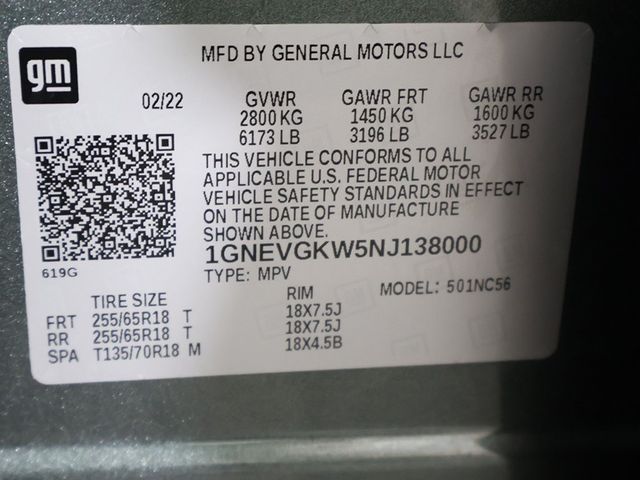 gm
MFD BY GENERAL MOTORS LLC
02/22 GVWR GAWR FRT GAWR RR
2800 KG 1450 KG 1600 KG
6173 LB 3196 LB 3527 LB
THIS VEHICLE CONFORMS TO ALL
APPLICABLE U.S. FEDERAL MOTOR
VEHICLE SAFETY STANDARDS IN EFFECT
ON THE DATE OF MANUFACTURE
SHOWN ABOVE.
1GNEVGKW5NJ138000
619G
TYPE: MPV MODEL: 501NC56
TIRE SIZE RIM
FRT 255/65R18 T 18X7.5J
RR 255/65R18 T 18X7.5J
SPA T135/70R18 M 18X4.5B